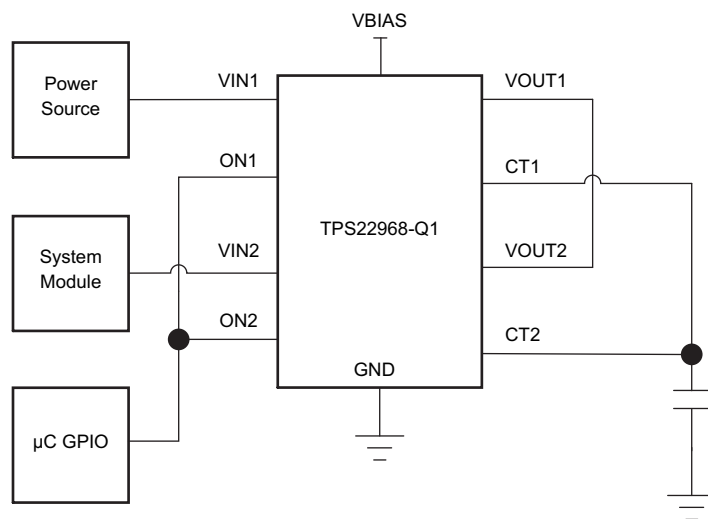 VBIAS
Power
Source
VIN1
VOUT1
ON1
CT1
TPS22968-Q1
System
Module
VIN2
VOUT2
ON2
CT2
GND
µC GPIO